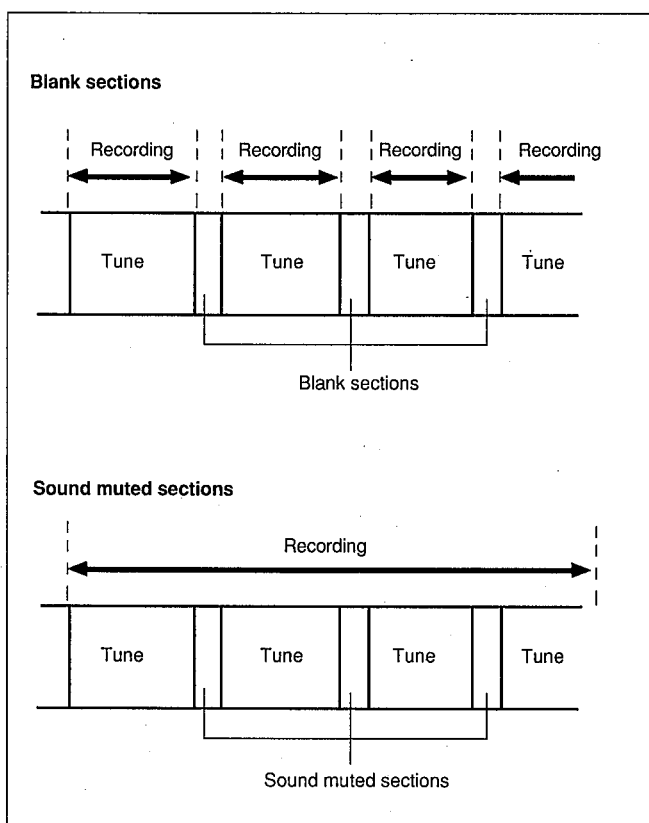 Blank sections
Recording Recording Recording Recording
Tune Tune Tune Tune
Blank sections
Sound muted sections
Recording
Tune Tune Tune Tune
Sound muted sections